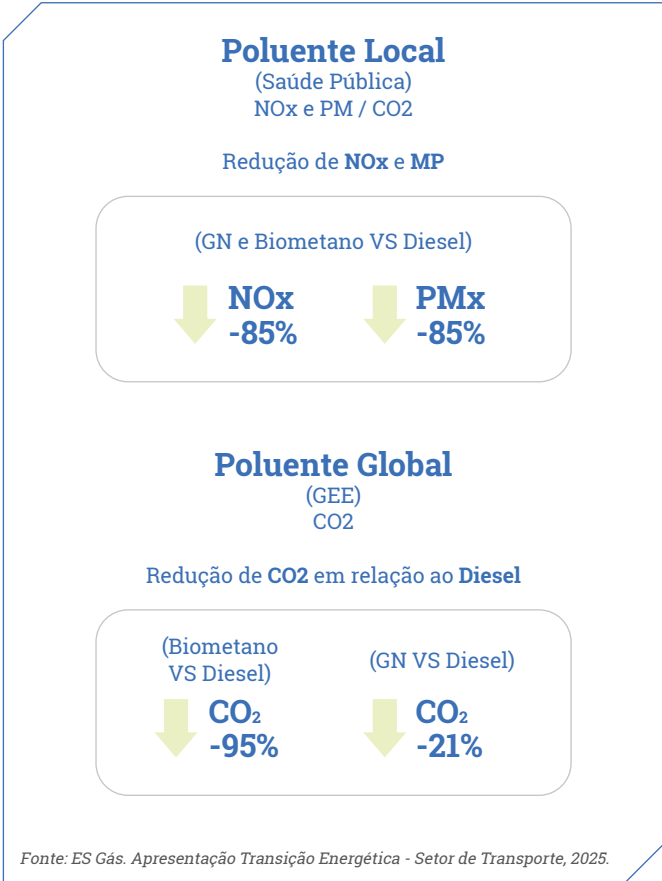 Poluente Local
(Saúde Pública)
NOx e PM / CO2
Redução de NOx e MP
(GN e Biometano VS Diesel)
NOx
-85%
PMx
-85%
Poluente Global
(GEE)
CO2
Redução de CO2 em relação ao Diesel
(Biometano
VS Diesel)
CO₂
-95%
(GN VS Diesel)
CO₂
-21%
Fonte: ES Gás. Apresentação Transição Energética - Setor de Transporte, 2025.